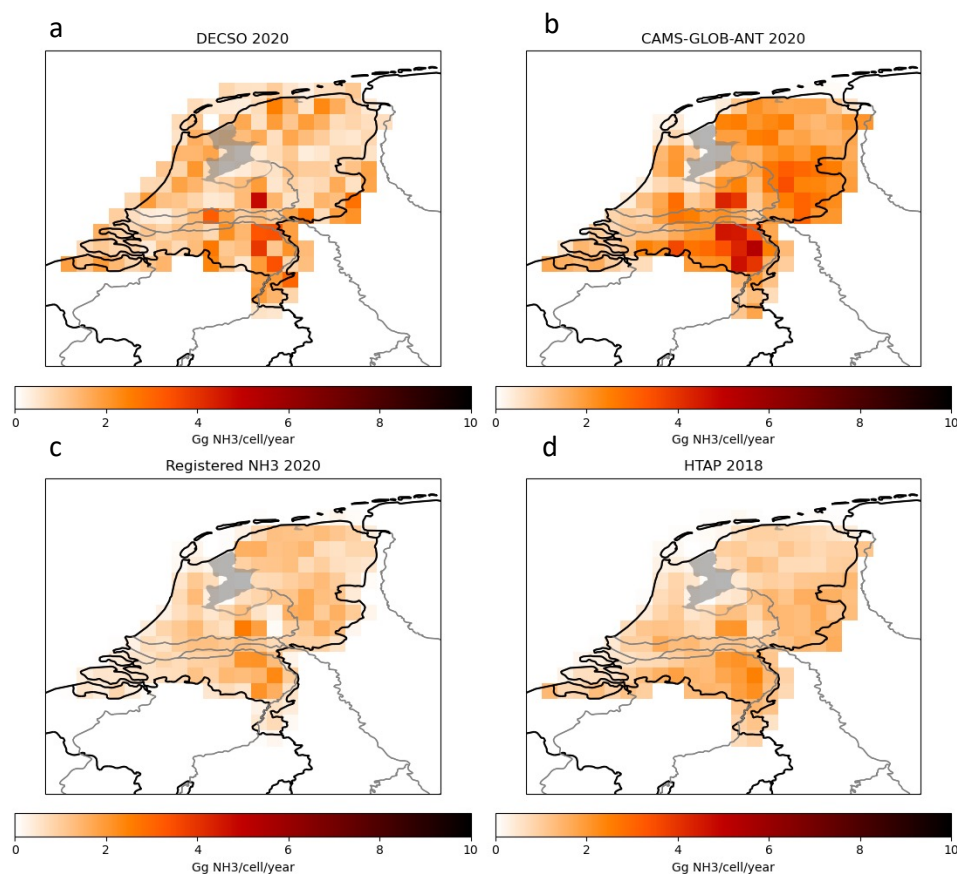 a
DECSO 2020
b
CAMS-GLOB-ANT 2020
0 2 4 6 8 10
Gg NH3/cell/year
0 2 4 6 8 10
Gg NH3/cell/year
c
Registered NH3 2020
d
HTAP 2018
0 2 4 6 8 10
Gg NH3/cell/year
0 2 4 6 8 10
Gg NH3/cell/year